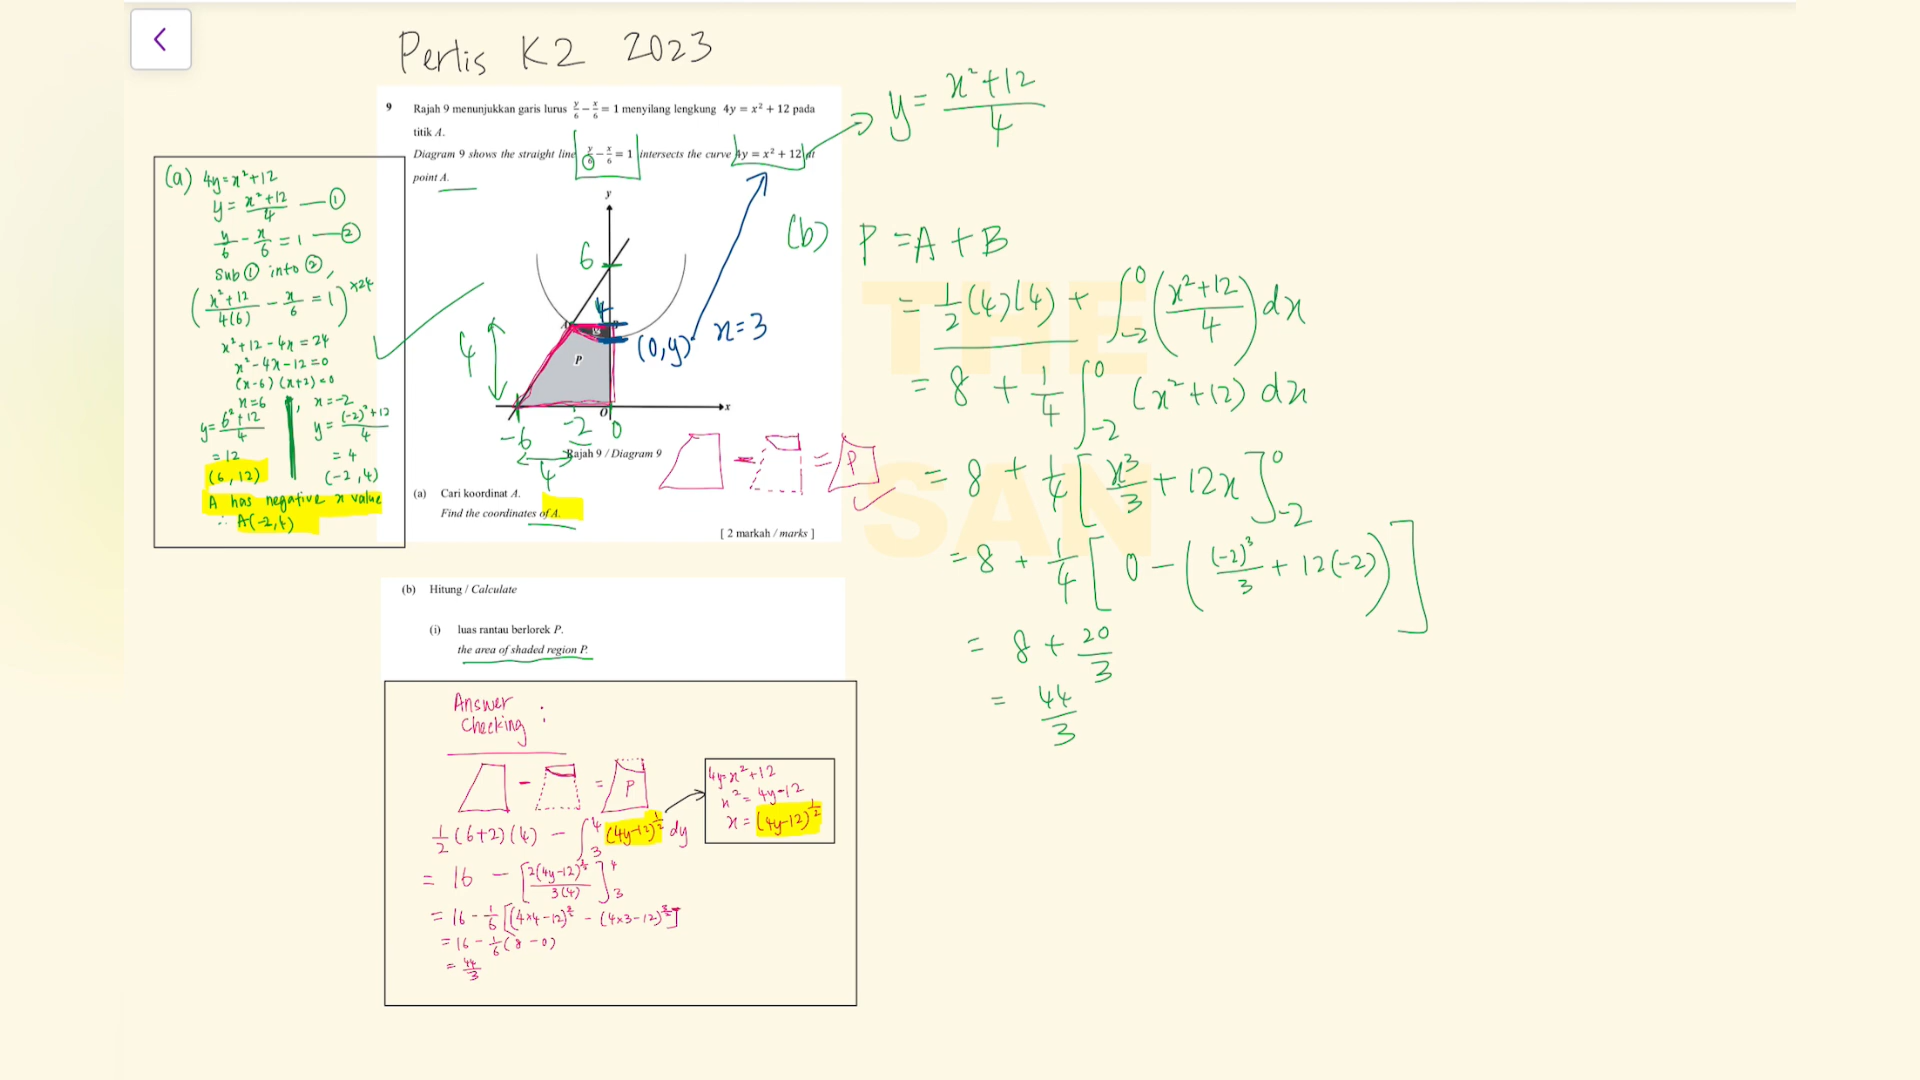 Perlis K2 2023
9 Rajah 9 menunjukkan garis lurus y/6 − x/6 = 1 menyilang lengkung 4y = x² + 12 pada
titik A.
Diagram 9 shows the straight line y/6 − x/6 = 1 intersects the curve 4y = x² + 12 at
point A.
y
6
4
A
P
(0,y)
x=3
4
x
O
-6
-2
0
4
Rajah 9 / Diagram 9
- = P
(a) Cari koordinat A.
Find the coordinates of A.
[ 2 markah / marks ]
(a) 4y=x²+12
y= (x²+12)/4 — ①
y/6 - x/6 = 1 — ②
Sub ① into ②,
((x²+12)/4(6) - x/6 = 1) ×24
x²+12-4x=24
x²-4x-12=0
(x-6)(x+2)=0
x=6 , x=-2
y= (6²+12)/4 y= ((-2)²+12)/4
=12 = 4
(6,12) (-2,4)
A has negative x value
∴ A(-2,4)
(b) Hitung / Calculate
(i) luas rantau berlorek P.
the area of shaded region P.
Answer
Checking :
- = P
4y=x²+12
x²=4y-12
x=(4y-12)^(1/2)
1/2 (6+2)(4) - ∫₃⁴ (4y-12)^(1/2) dy
= 16 - [2(4y-12)^(3/2) / 3(4)]₃⁴
= 16 - 1/6 [(4×4-12)^(3/2) - (4×3-12)^(3/2)]
= 16 - 1/6 (8-0)
= 44/3
y= (x²+12)/4
(b) P = A + B
= 1/2 (4)(4) + ∫₋₂⁰ ((x²+12)/4) dx
= 8 + 1/4 ∫₋₂⁰ (x²+12) dx
= 8 + 1/4 [x³/3 + 12x]₋₂⁰
= 8 + 1/4 [0 - ((-2)³/3 + 12(-2))]
= 8 + 20/3
= 44/3
THE
SAN